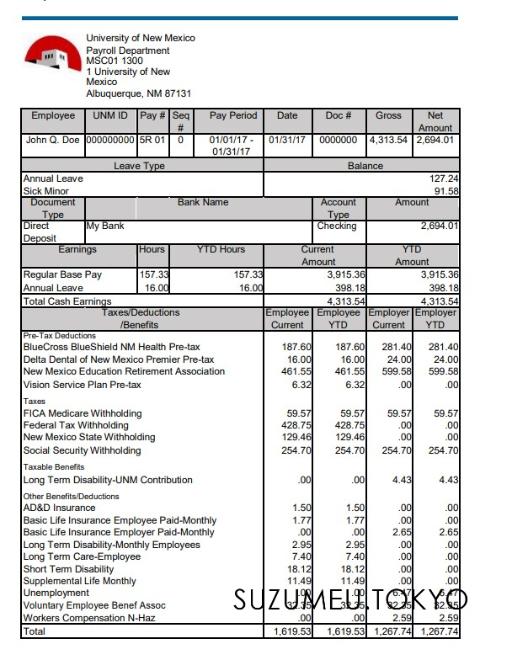 University of New Mexico
Payroll Department
MSC01 1300
1 University of New
Mexico
Albuquerque, NM 87131
Employee UNM ID Pay # Seq # Pay Period Date Doc # Gross Net Amount
John Q. Doe 000000000 5R 01 0 01/01/17 - 01/31/17 01/31/17 0000000 4,313.54 2,694.01
Leave Type Balance
Annual Leave 127.24
Sick Minor 91.58
Document Type Bank Name Account Type Amount
Direct Deposit My Bank Checking 2,694.01
Earnings Hours YTD Hours Current Amount YTD Amount
Regular Base Pay 157.33 157.33 3,915.36 3,915.36
Annual Leave 16.00 16.00 398.18 398.18
Total Cash Earnings 4,313.54 4,313.54
Taxes/Deductions /Benefits Employee Current Employee YTD Employer Current Employer YTD
Pre-Tax Deductions
BlueCross BlueShield NM Health Pre-tax 187.60 187.60 281.40 281.40
Delta Dental of New Mexico Premier Pre-tax 16.00 16.00 24.00 24.00
New Mexico Education Retirement Association 461.55 461.55 599.58 599.58
Vision Service Plan Pre-tax 6.32 6.32 .00 .00
Taxes
FICA Medicare Withholding 59.57 59.57 59.57 59.57
Federal Tax Withholding 428.75 428.75 .00 .00
New Mexico State Withholding 129.46 129.46 .00 .00
Social Security Withholding 254.70 254.70 254.70 254.70
Taxable Benefits
Long Term Disability-UNM Contribution .00 .00 4.43 4.43
Other Benefits/Deductions
AD&D Insurance 1.50 1.50 .00 .00
Basic Life Insurance Employee Paid-Monthly 1.77 1.77 .00 .00
Basic Life Insurance Employer Paid-Monthly .00 .00 2.65 2.65
Long Term Disability-Monthly Employees 2.95 2.95 .00 .00
Long Term Care-Employee 7.40 7.40 .00 .00
Short Term Disability 18.12 18.12 .00 .00
Supplemental Life Monthly 11.49 11.49 .00 .00
Unemployment
Voluntary Employee Benef Assoc
SUZUMEU.TOKYO
Workers Compensation N-Haz .00 .00 2.59 2.59
Total 1,619.53 1,619.53 1,267.74 1,267.74